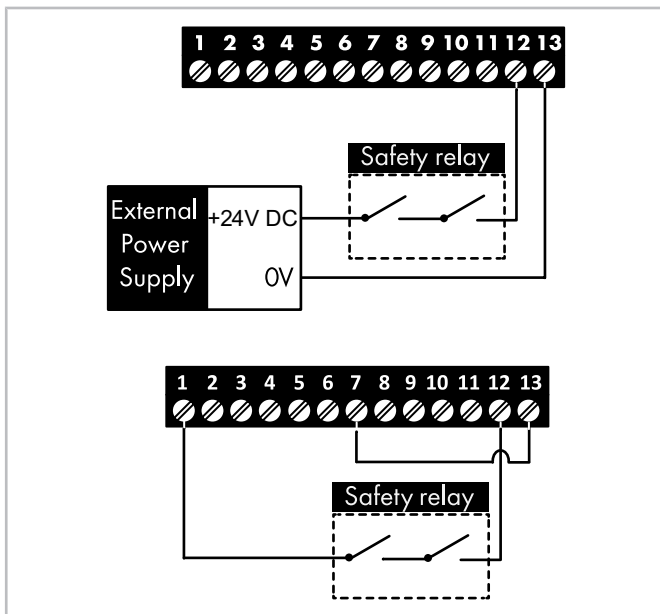 1 2 3 4 5 6 7 8 9 10 11 12 13
Safety relay
External
Power
Supply
+24V DC
0V
1 2 3 4 5 6 7 8 9 10 11 12 13
Safety relay